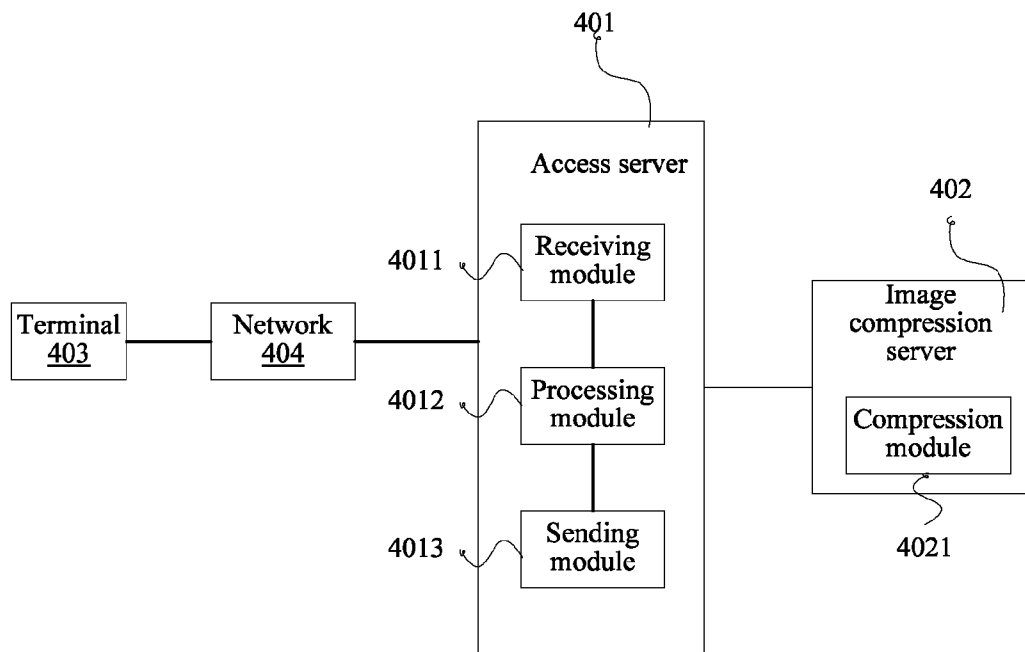 401
Access server
402
4011
Receiving
module
Terminal
403
Network
404
Image
compression
server
4012
Processing
module
Compression
module
4013
Sending
module
4021